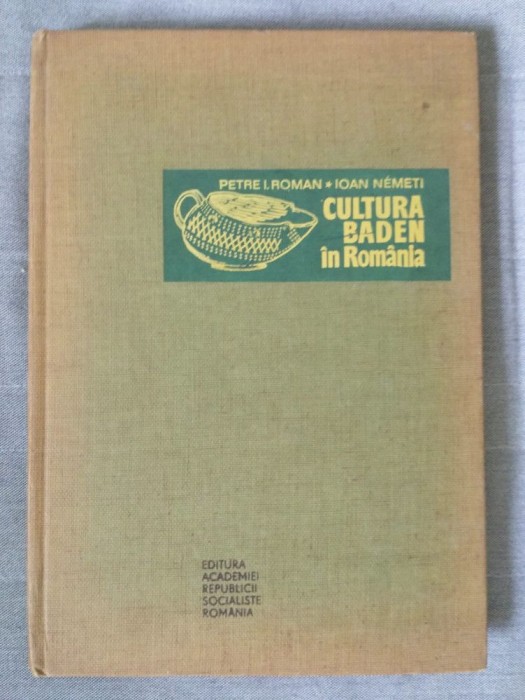 PETRE I. ROMAN * IOAN NÉMETI
CULTURA
BADEN
în România
EDITURA
ACADEMIEI
REPUBLICII
SOCIALISTE
ROMÂNIA